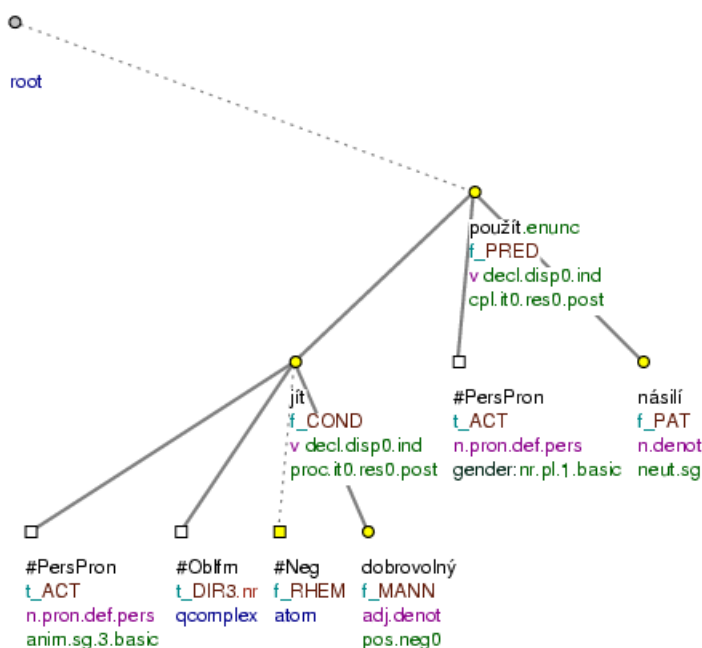 root
použít.enunc
f_PRED
v decl.disp0.ind
cpl.it0.res0.post
jít
f_COND
v decl.disp0.ind
proc.it0.res0.post
#PersPron
t_ACT
n.pron.def.pers
gender:nr.pl.1.basic
násilí
f_PAT
n.denot
neut.sg
#PersPron
t_ACT
n.pron.def.pers
anim.sg.3.basic
#Oblfm
t_DIR3.nr
qcomplex
#Neg
f_RHEM
atom
dobrovolný
f_MANN
adj.denot
pos.neg0